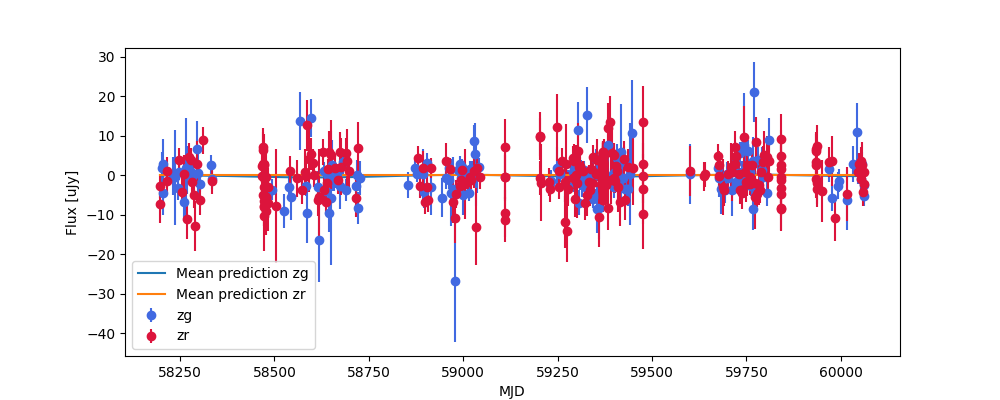 30
20
10
0
−10
−20
−30
−40
Flux [uJy]
Mean prediction zg
Mean prediction zr
zg
zr
58250 58500 58750 59000 59250 59500 59750 60000
MJD